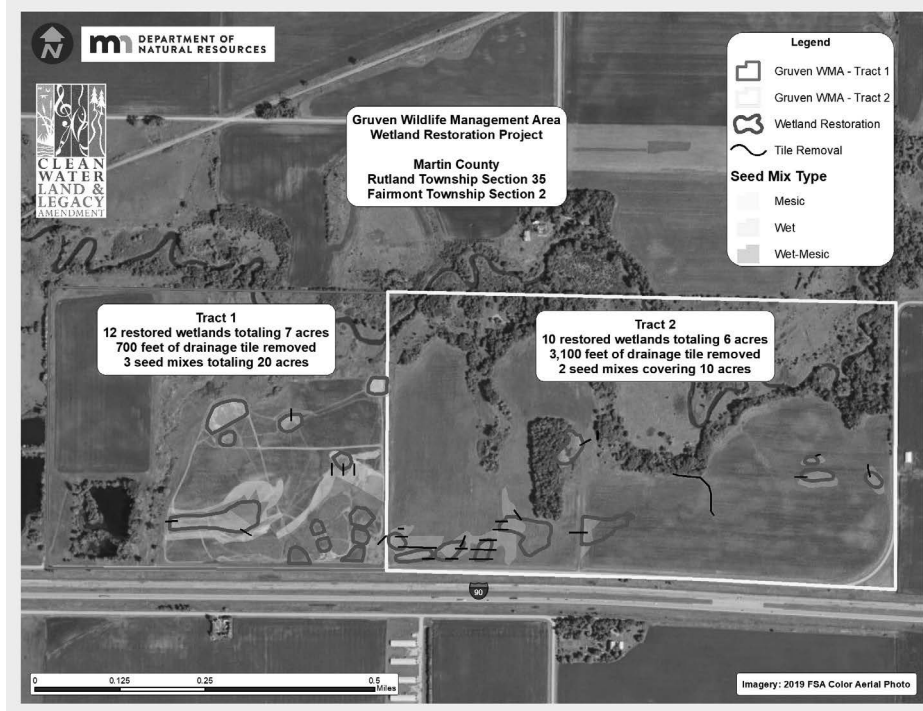 N
DEPARTMENT OF
NATURAL RESOURCES
CLEAN
WATER
LAND &
LEGACY
AMENDMENT
Gruven Wildlife Management Area
Wetland Restoration Project
Martin County
Rutland Township Section 35
Fairmont Township Section 2
Legend
Gruven WMA - Tract 1
Gruven WMA - Tract 2
Wetland Restoration
Tile Removal
Seed Mix Type
Mesic
Wet
Wet-Mesic
Tract 1
12 restored wetlands totaling 7 acres
700 feet of drainage tile removed
3 seed mixes totaling 20 acres
Tract 2
10 restored wetlands totaling 6 acres
3,100 feet of drainage tile removed
2 seed mixes covering 10 acres
90
0 0.125 0.25 0.5
Miles
Imagery: 2019 FSA Color Aerial Photo